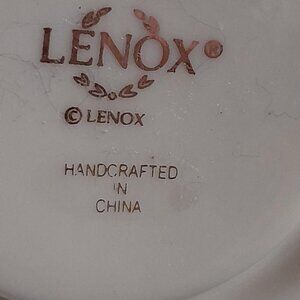 LENOX®
© LENOX
HANDCRAFTED
IN
CHINA